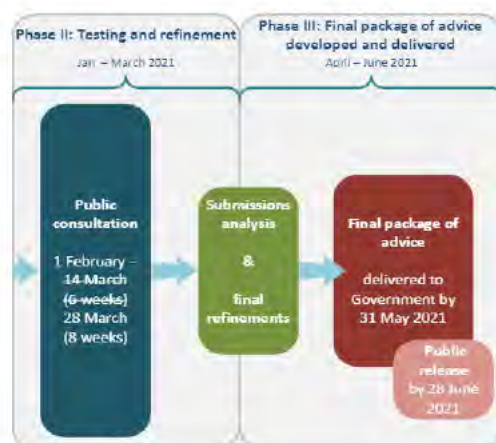 Phase II: Testing and refinement
Jan – March 2021
Phase III: Final package of advice
developed and delivered
April – June 2021
Public
consultation
1 February –
14 March
(6 weeks)
28 March
(8 weeks)
Submissions
analysis
&
final
refinements
Final package of
advice
delivered to
Government by
31 May 2021
Public
release
by 28 June
2021